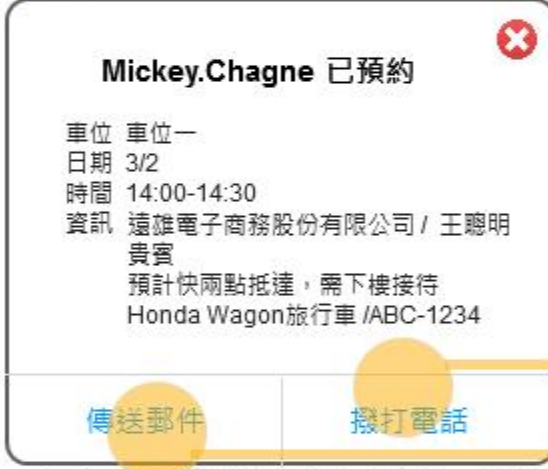 Mickey.Chagne 已預約
車位 車位一
日期 3/2
時間 14:00-14:30
資訊 遠雄電子商務股份有限公司 / 王聰明
貴賓
預計快兩點抵達，需下樓接待
Honda Wagon旅行車 /ABC-1234
傳送郵件 撥打電話